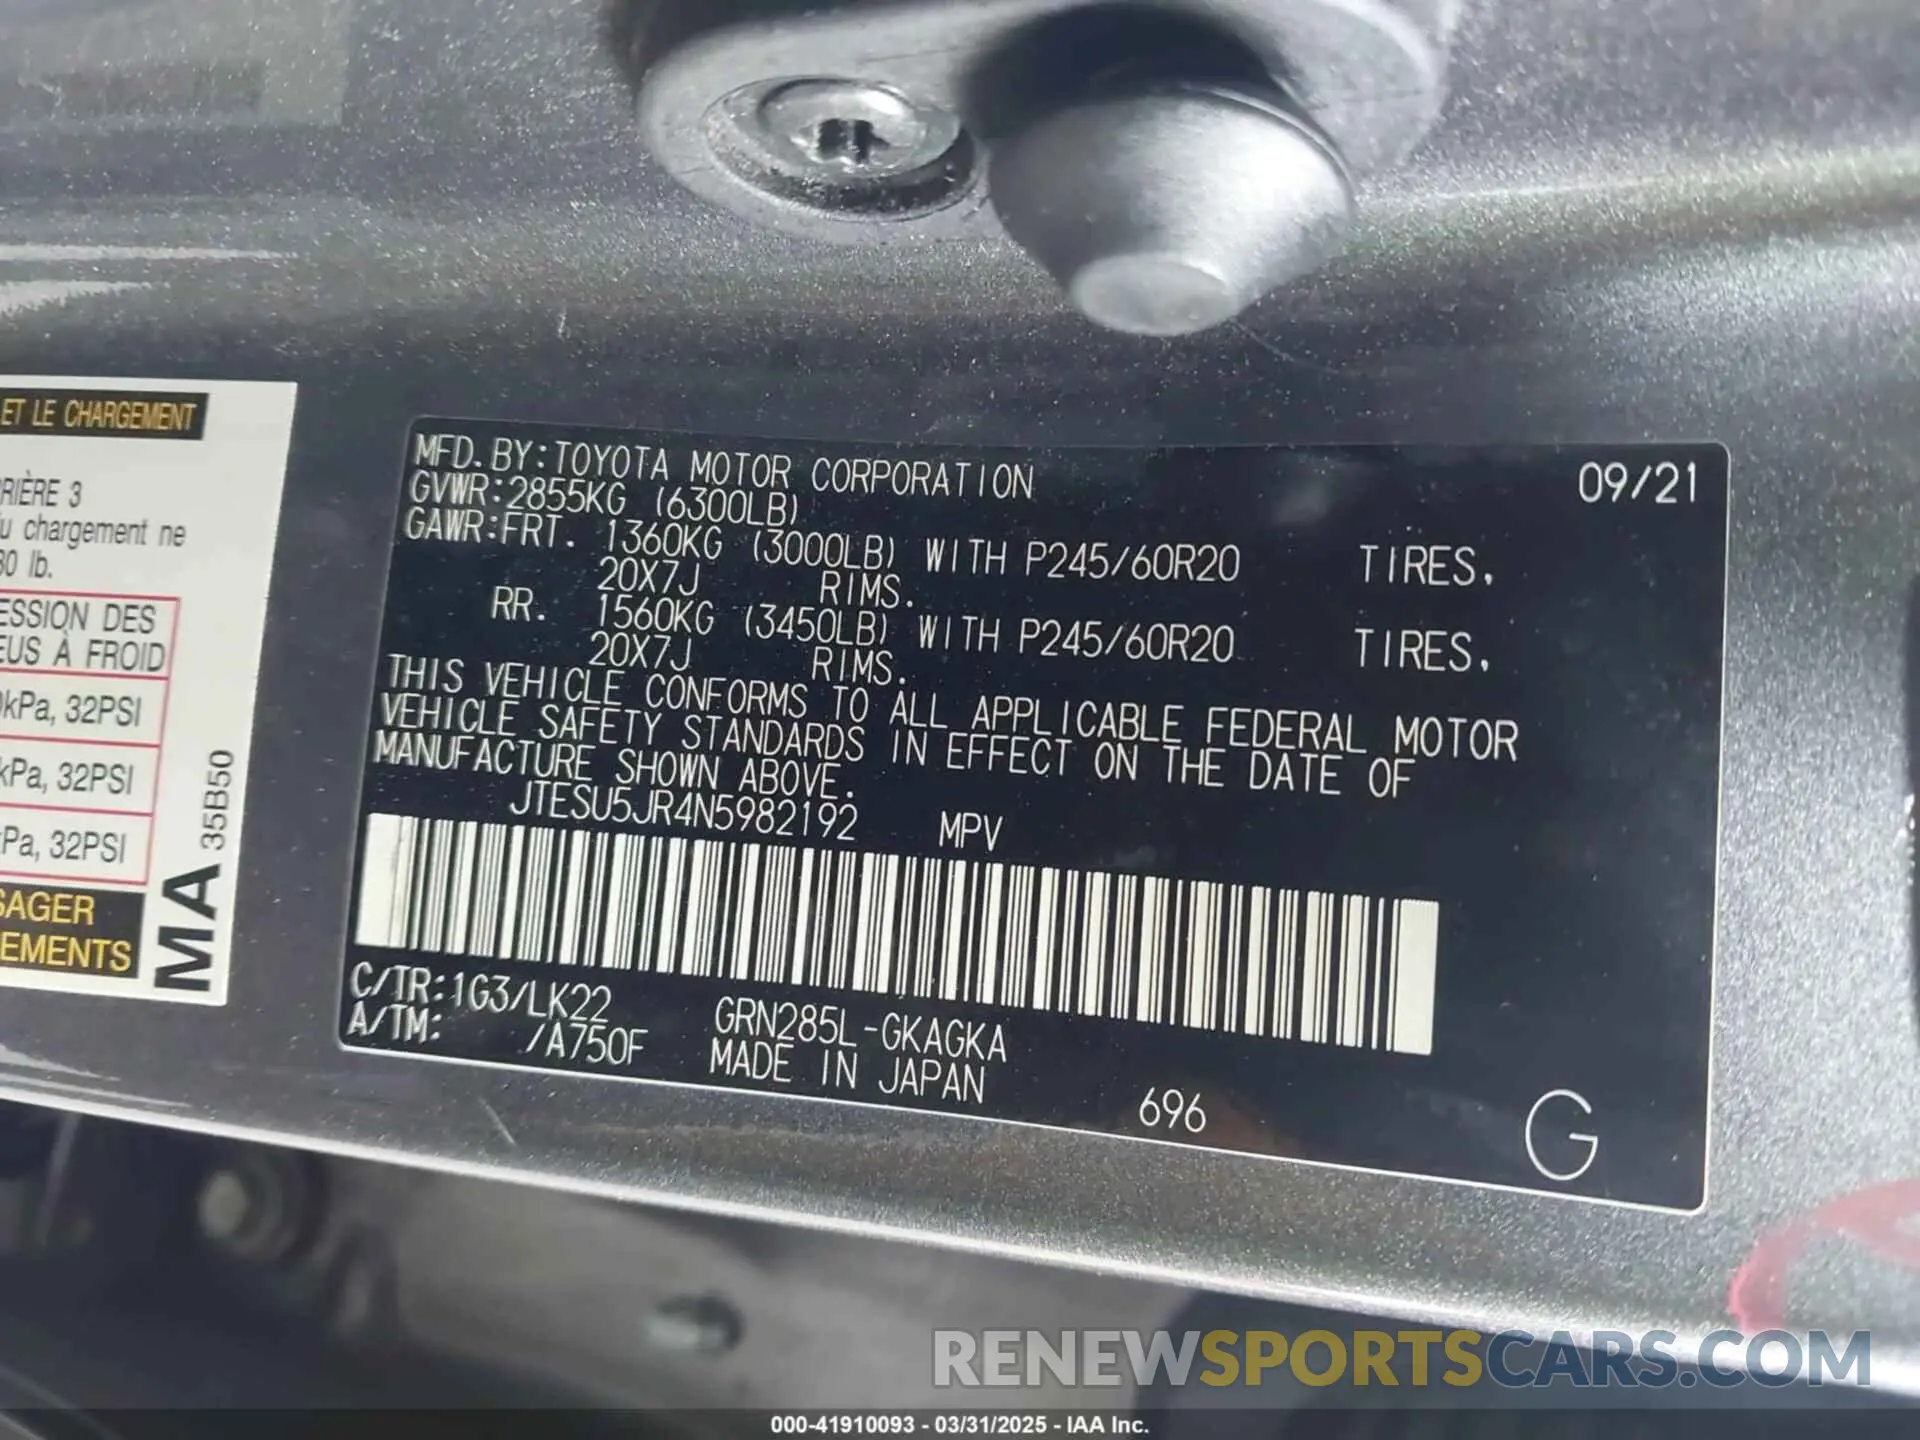 ET LE CHARGEMENT
RIÈRE 3
u chargement ne
80 lb.
ESSION DES
EUS À FROID
kPa, 32PSI
kPa, 32PSI
Pa, 32PSI
SAGER
EMENTS
MA
35B50
MFD. BY:TOYOTA MOTOR CORPORATION 09/21
GVWR:2855KG (6300LB)
GAWR:FRT. 1360KG (3000LB) WITH P245/60R20 TIRES,
20X7J RIMS.
RR. 1560KG (3450LB) WITH P245/60R20 TIRES,
20X7J RIMS.
THIS VEHICLE CONFORMS TO ALL APPLICABLE FEDERAL MOTOR
VEHICLE SAFETY STANDARDS IN EFFECT ON THE DATE OF
MANUFACTURE SHOWN ABOVE.
JTESU5JR4N5982192 MPV
C/TR:1G3/LK22 GRN285L-GKAGKA
A/TM: /A750F MADE IN JAPAN
696
G
RENEWSPORTSCARS.COM
000-41910093 - 03/31/2025 - IAA Inc.